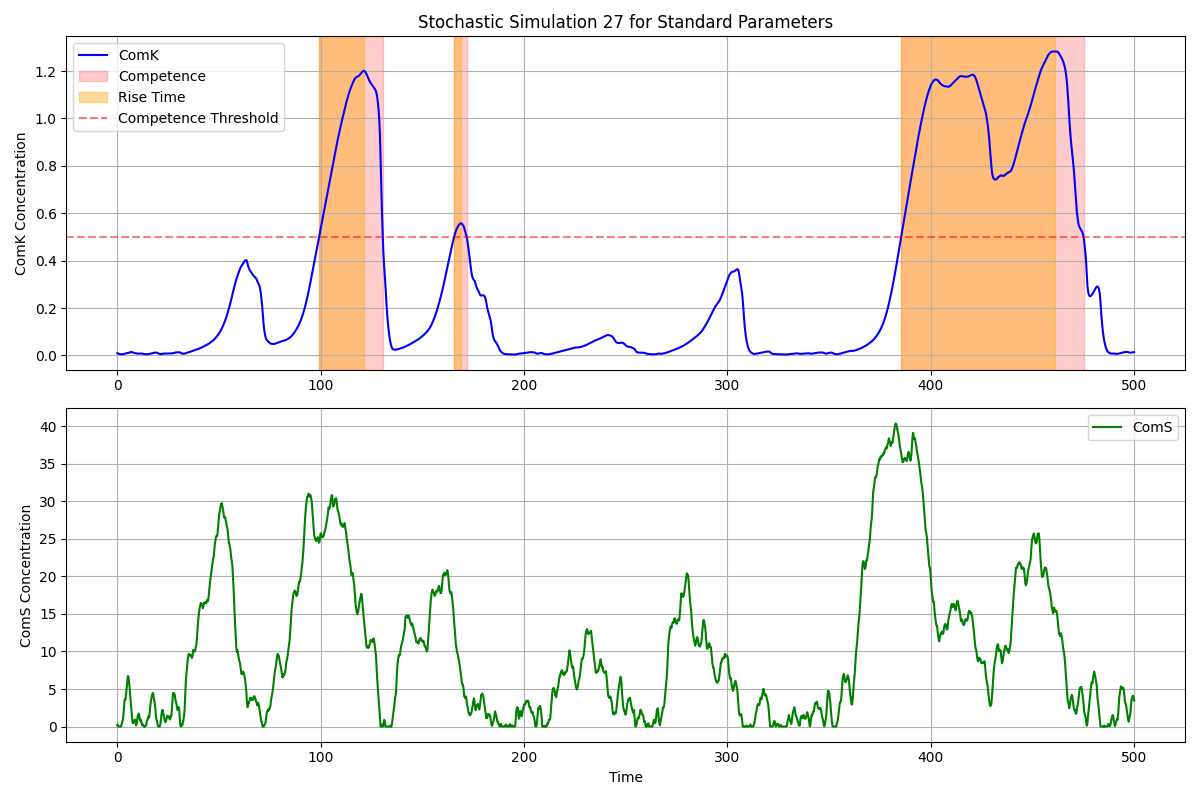 Stochastic Simulation 27 for Standard Parameters
ComK Concentration
1.2
1.0
0.8
0.6
0.4
0.2
0.0
ComK
Competence
Rise Time
Competence Threshold
0 100 200 300 400 500
ComS Concentration
40
35
30
25
20
15
10
5
0
ComS
0 100 200 300 400 500
Time